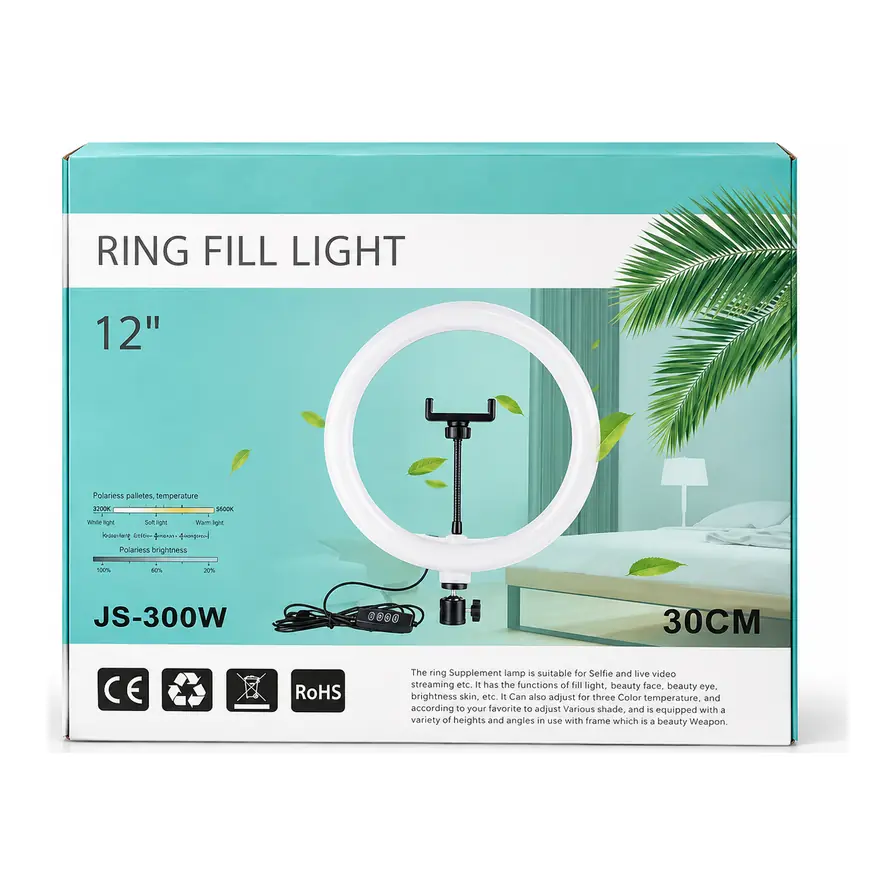 RING FILL LIGHT
12"
Polariess palletes, temperature
3200K 5600K
White light Soft light Warm light
Polariess brightness
100% 60% 20%
JS-300W
30CM
CE
RoHS
The ring Supplement lamp is suitable for Selfie and live video
streaming etc. It has the functions of fill light, beauty face, beauty eye,
brightness skin, etc. It Can also adjust for three Color temperature, and
according to your favorite to adjust Various shade, and is equipped with a
variety of heights and angles in use with frame which is a beauty Weapon.